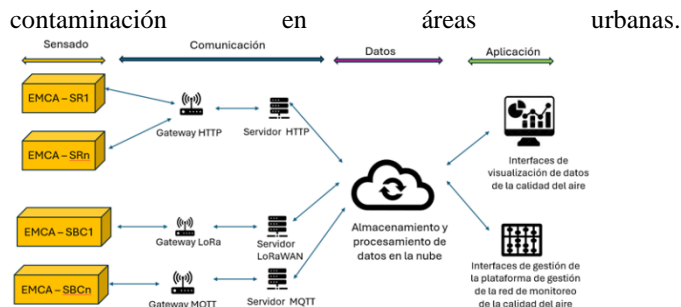 contaminación en áreas urbanas.
Sensado Comunicación Datos Aplicación
EMCA – SR1
EMCA – SRn
Gateway HTTP
Servidor HTTP
EMCA – SBC1
EMCA – SBCn
Gateway LoRa
Servidor
LoRaWAN
Gateway MQTT
Servidor MQTT
Almacenamiento y
procesamiento de
datos en la nube
Interfaces de
visualización de datos
de la calidad del aire
Interfaces de gestión de
la plataforma de gestión
de la red de monitoreo
de la calidad del aire